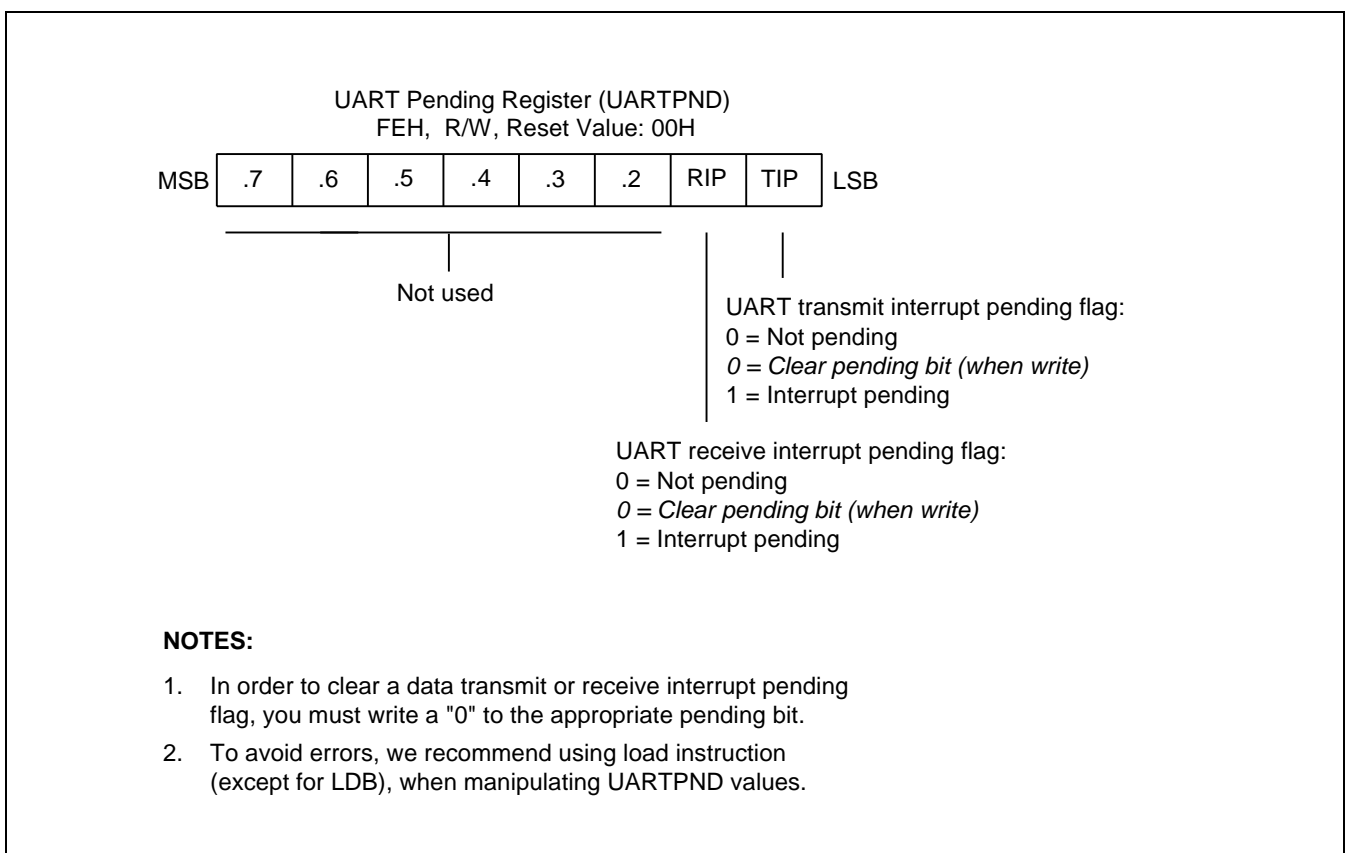 UART Pending Register (UARTPND)
FEH, R/W, Reset Value: 00H
MSB .7 .6 .5 .4 .3 .2 RIP TIP LSB
Not used
UART transmit interrupt pending flag:
0 = Not pending
0 = Clear pending bit (when write)
1 = Interrupt pending
UART receive interrupt pending flag:
0 = Not pending
0 = Clear pending bit (when write)
1 = Interrupt pending
NOTES:
1. In order to clear a data transmit or receive interrupt pending
flag, you must write a "0" to the appropriate pending bit.
2. To avoid errors, we recommend using load instruction
(except for LDB), when manipulating UARTPND values.